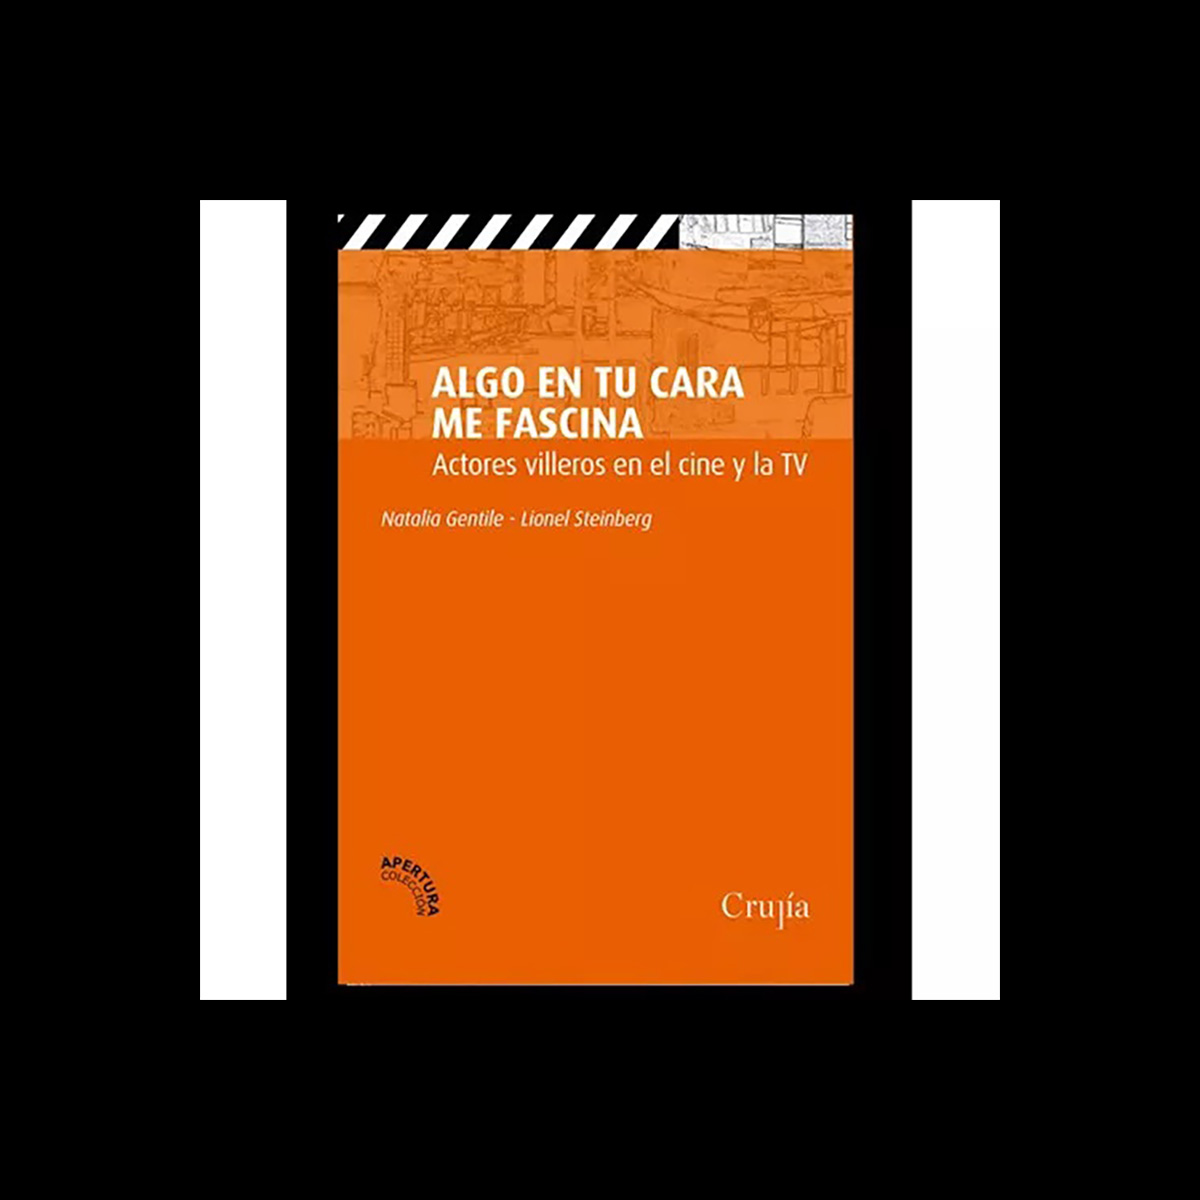 ALGO EN TU CARA
ME FASCINA
Actores villeros en el cine y la TV
Natalia Gentile - Lionel Steinberg
APERTURA
COLECCIÓN
Crujía